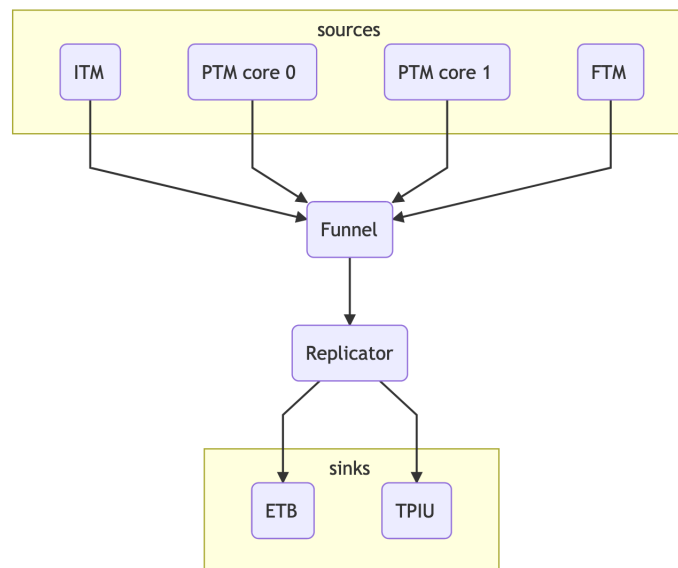 sources
ITM
PTM core 0
PTM core 1
FTM
Funnel
Replicator
sinks
ETB
TPIU